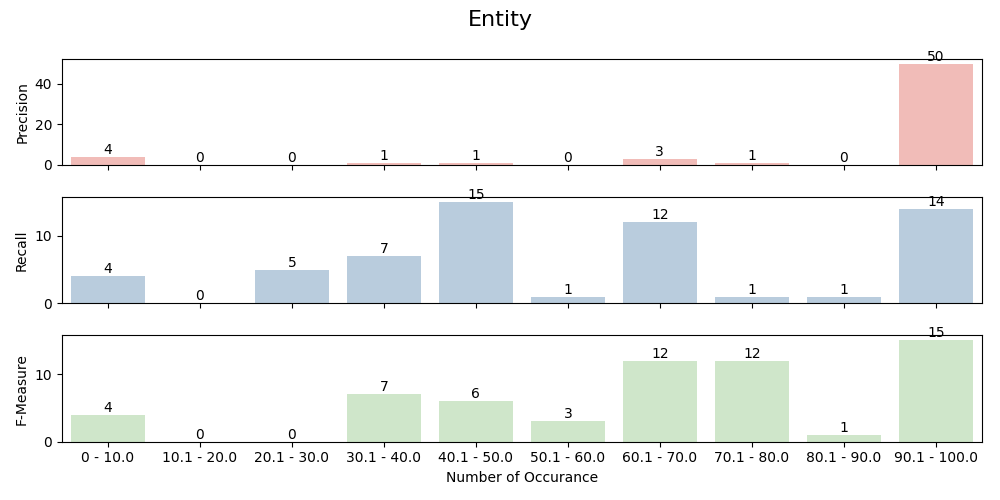 Entity
Precision
40
20
0
4 0 0 1 1 0 3 1 0 50
Recall
10
0
4 0 5 7 15 1 12 1 1 14
F-Measure
10
0
4 0 0 7 6 3 12 12 1 15
0 - 10.0 10.1 - 20.0 20.1 - 30.0 30.1 - 40.0 40.1 - 50.0 50.1 - 60.0 60.1 - 70.0 70.1 - 80.0 80.1 - 90.0 90.1 - 100.0
Number of Occurance